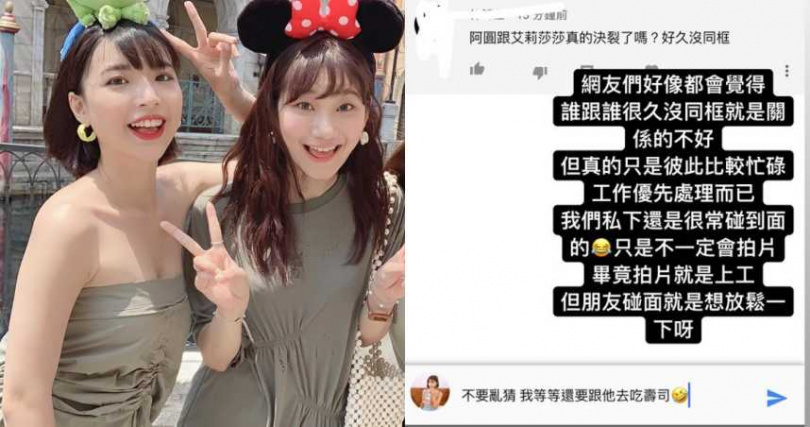 15 分鐘前
阿圓跟艾莉莎莎真的決裂了嗎？好久沒同框
網友們好像都會覺得
誰跟誰很久沒同框就是關
係的不好
但真的只是彼此比較忙碌
工作優先處理而已
我們私下還是很常碰到面
的😂只是不一定會拍片
畢竟拍片就是上工
但朋友碰面就是想放鬆一
下呀
不要亂猜 我等等還要跟他去吃壽司🤣